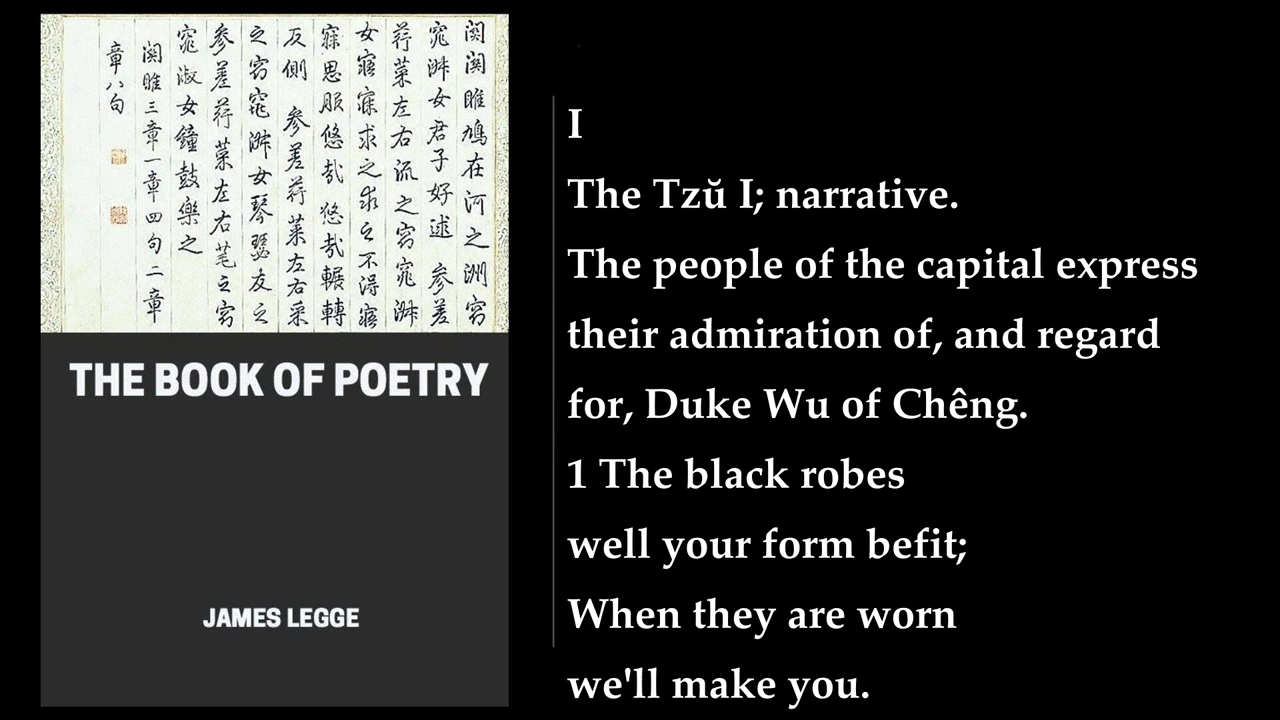 關關雎鳩在河之洲窈
窕淑女君子好逑 參差
荇菜左右流之窈窕淑
女寤寐求之求之不得寤
寐思服悠哉悠哉輾轉
反側 參差荇菜左右采
之窈窕淑女琴瑟友之
參差荇菜左右芼之窈
窕淑女鐘鼓樂之
關雎三章一章四句二章
章八句
THE BOOK OF POETRY
JAMES LEGGE
I
The Tzŭ I; narrative.
The people of the capital express
their admiration of, and regard
for, Duke Wu of Chêng.
1 The black robes
well your form befit;
When they are worn
we'll make you.